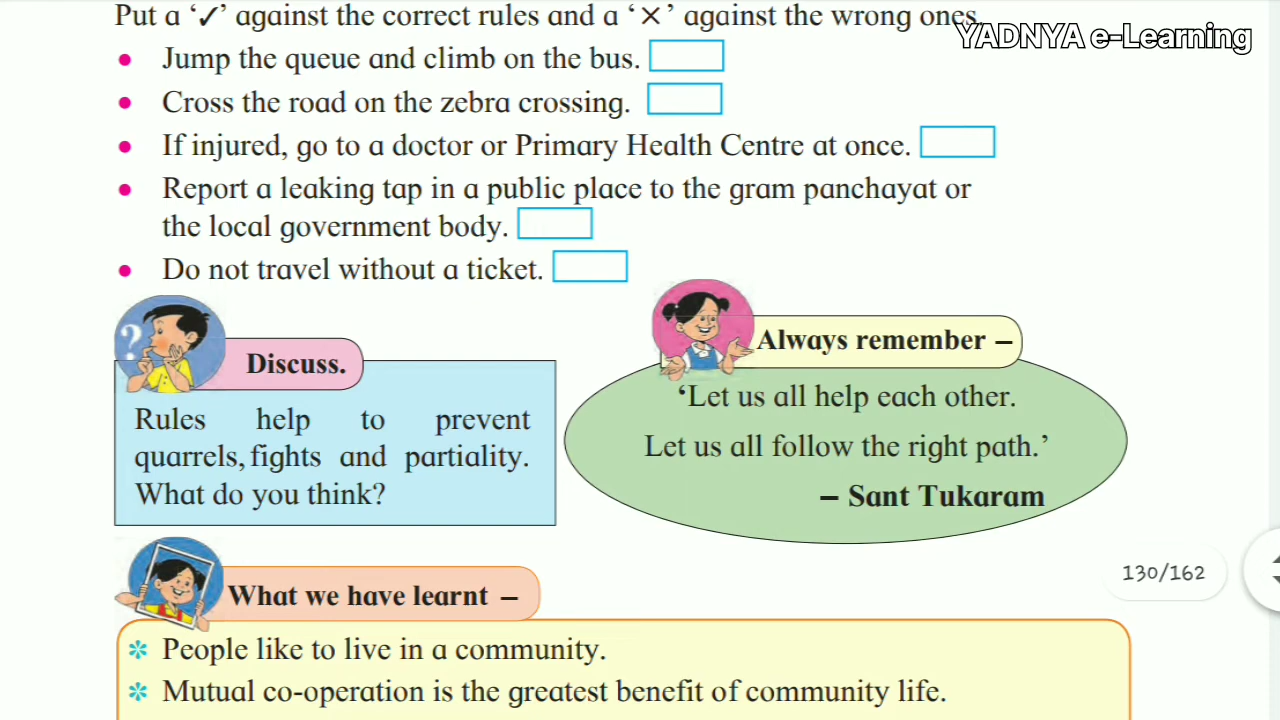 Put a ‘✓’ against the correct rules and a ‘×’ against the wrong ones.
YADNYA e-Learning
• Jump the queue and climb on the bus.
• Cross the road on the zebra crossing.
• If injured, go to a doctor or Primary Health Centre at once.
• Report a leaking tap in a public place to the gram panchayat or
the local government body.
• Do not travel without a ticket.
?
Discuss.
Rules help to prevent
quarrels, fights and partiality.
What do you think?
Always remember –
‘Let us all help each other.
Let us all follow the right path.’
– Sant Tukaram
130/162
What we have learnt –
✼ People like to live in a community.
✼ Mutual co-operation is the greatest benefit of community life.